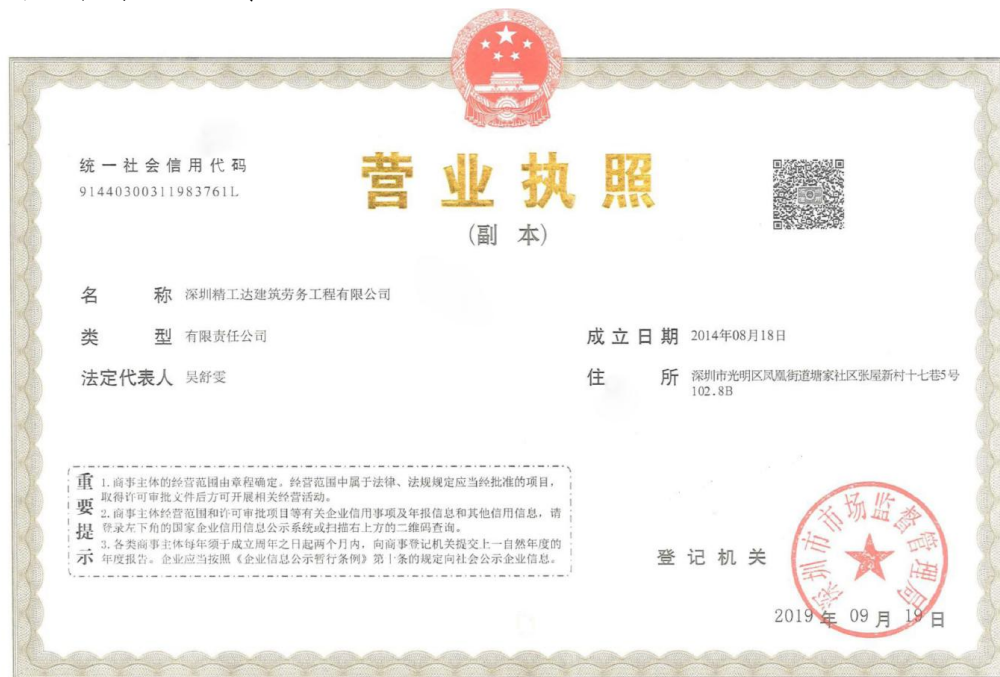 统一社会信用代码
91440300311983761L
营业执照
(副 本)
名 称 深圳精工达建筑劳务工程有限公司
类 型 有限责任公司
法定代表人 吴舒雯
成立日期 2014年08月18日
住 所 深圳市光明区凤凰街道塘家社区张屋新村十七巷5号
102.8B
重要提示
1.商事主体的经营范围由章程确定。经营范围中属于法律、法规规定应当经批准的项目,
取得许可审批文件后方可开展相关经营活动。
2.商事主体经营范围和许可审批项目等有关企业信用事项及年报信息和其他信用信息,请
登录左下角的国家企业信用信息公示系统或扫描右上方的二维码查询。
3.各类商事主体每年须于成立周年之日起两个月内,向商事登记机关提交上一自然年度的
年度报告。企业应当按照《企业信息公示暂行条例》第十条的规定向社会公示企业信息。
登记机关
深圳市市场监督管理局
2019 年 09 月 19 日